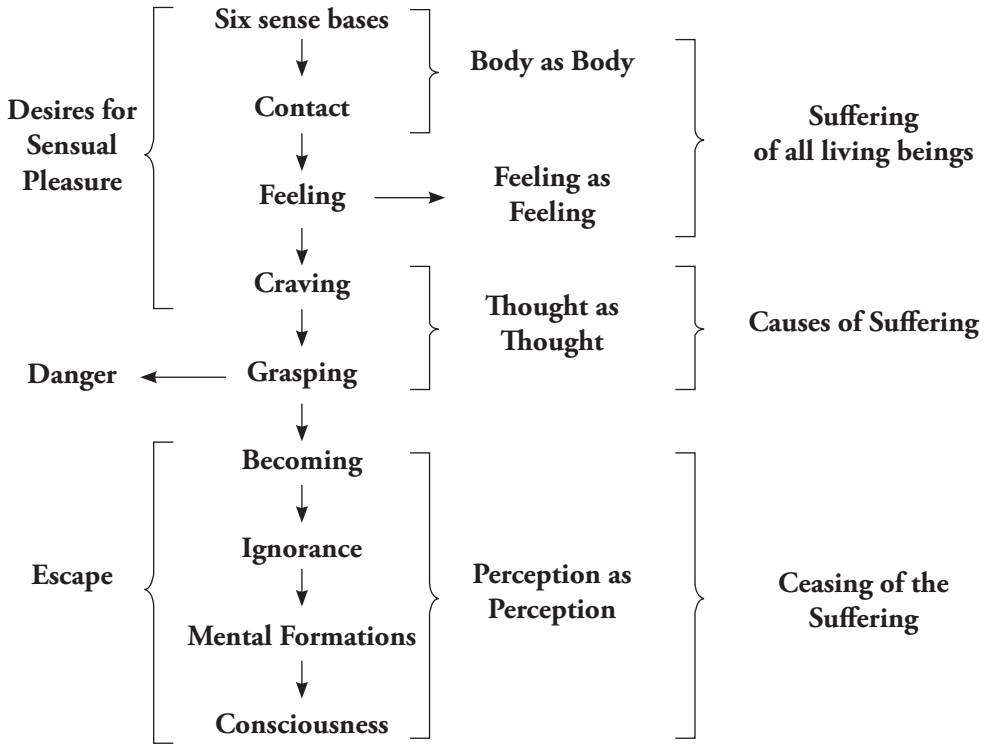 Six sense bases
Contact
Feeling
Craving
Grasping
Becoming
Ignorance
Mental Formations
Consciousness
Desires for
Sensual
Pleasure
Danger
Escape
Body as Body
Feeling as
Feeling
Thought as
Thought
Perception as
Perception
Suffering
of all living beings
Causes of Suffering
Ceasing of the
Suffering